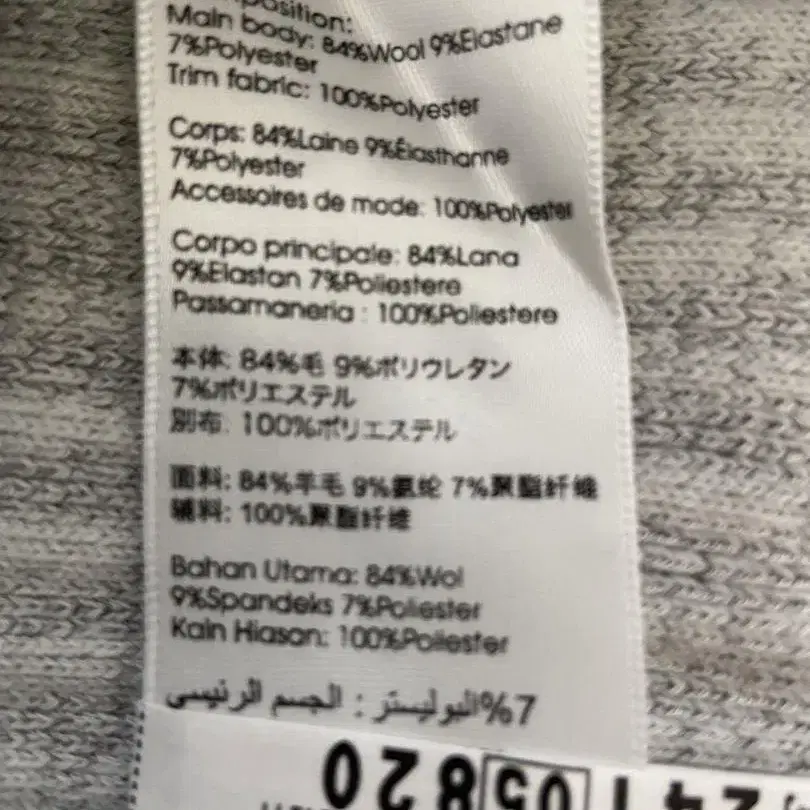 position:
Main body: 84%Wool 9%Elastane
7%Polyester
Trim fabric: 100%Polyester
Corps: 84%Laine 9%Élasthanne
7%Polyester
Accessoires de mode: 100%Polyester
Corpo principale: 84%Lana
9%Elastan 7%Poliestere
Passamaneria : 100%Poliestere
本体: 84%毛 9%ポリウレタン
7%ポリエステル
別布: 100%ポリエステル
面料: 84%羊毛 9%氨纶 7%聚酯纤维
辅料: 100%聚酯纤维
Bahan Utama: 84%Wol
9%Spandeks 7%Poliester
Kain Hiasan: 100%Poliester
7%البوليستر : الجسم الرئيسي